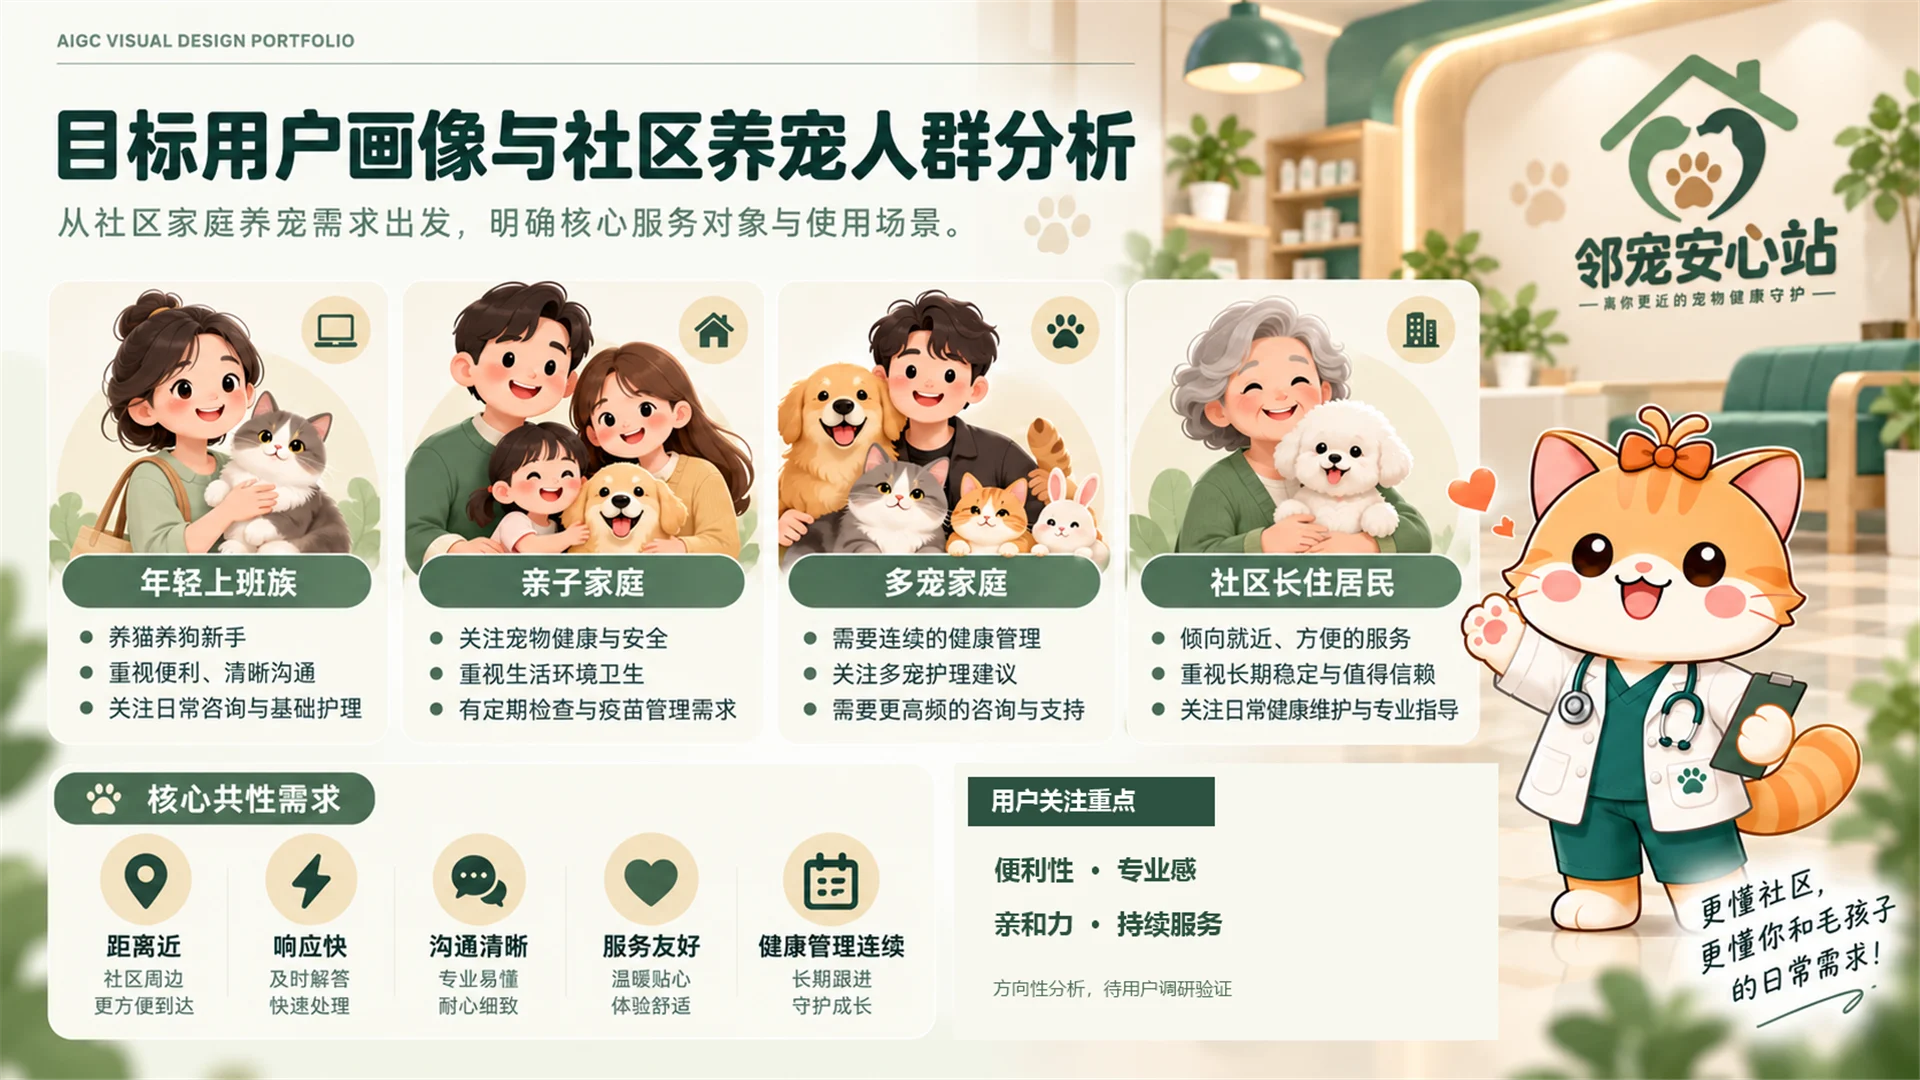 AIGC VISUAL DESIGN PORTFOLIO
目标用户画像与社区养宠人群分析
从社区家庭养宠需求出发，明确核心服务对象与使用场景。
邻宠安心站
离你更近的宠物健康守护
年轻上班族
养猫养狗新手
重视便利、清晰沟通
关注日常咨询与基础护理
亲子家庭
关注宠物健康与安全
重视生活环境卫生
有定期检查与疫苗管理需求
多宠家庭
需要连续的健康管理
关注多宠护理建议
需要更高频的咨询与支持
社区长住居民
倾向就近、方便的服务
重视长期稳定与值得信赖
关注日常健康维护与专业指导
核心共性需求
距离近
社区周边
更方便到达
响应快
及时解答
快速处理
沟通清晰
专业易懂
耐心细致
服务友好
温暖贴心
体验舒适
健康管理连续
长期跟进
守护成长
用户关注重点
便利性 • 专业感
亲和力 • 持续服务
方向性分析，待用户调研验证
更懂社区，
更懂你和毛孩子
的日常需求！